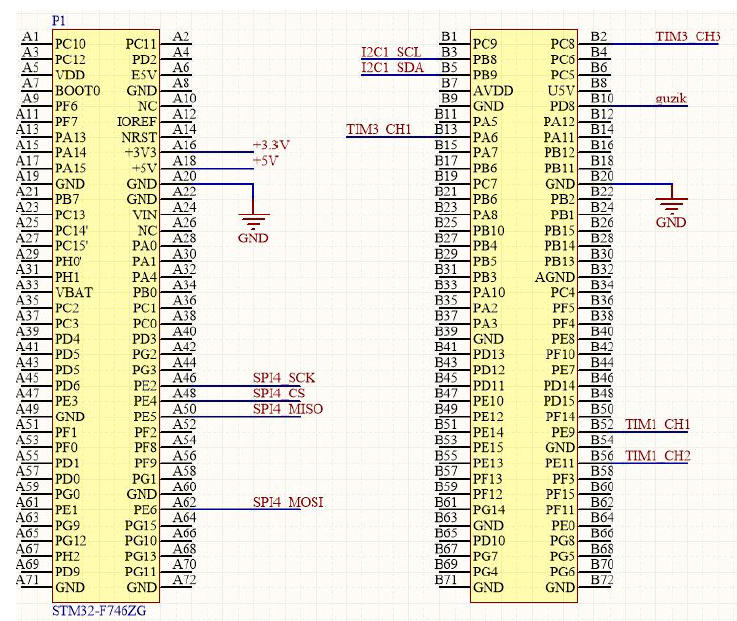 P1
A1 PC10 PC11 A2 B1 PC9 PC8 B2 TIM3_CH3
A3 PC12 PD2 A4 I2C1_SCL B3 PB8 PC6 B4
A5 VDD E5V A6 I2C1_SDA B5 PB9 PC5 B6
A7 BOOT0 GND A8 B7 AVDD U5V B8
A9 PF6 NC A10 B9 GND PD8 B10 guzik
A11 PF7 IOREF A12 B11 PA5 PA12 B12
A13 PA13 NRST A14 TIM3_CH1 B13 PA6 PA11 B14
A15 PA14 +3V3 A16 +3.3V B15 PA7 PB12 B16
A17 PA15 +5V A18 +5V B17 PB6 PB11 B18
A19 GND GND A20 B19 PC7 GND B20
A21 PB7 GND A22 B21 PB6 PB2 B22
A23 PC13 VIN A24 B23 PA8 PB1 B24
A25 PC14' NC A26 GND B25 PB10 PB15 B26 GND
A27 PC15' PA0 A28 B27 PB4 PB14 B28
A29 PH0' PA1 A30 B29 PB5 PB13 B30
A31 PH1 PA4 A32 B31 PB3 AGND B32
A33 VBAT PB0 A34 B33 PA10 PC4 B34
A35 PC2 PC1 A36 B35 PA2 PF5 B36
A37 PC3 PC0 A38 B37 PA3 PF4 B38
A39 PD4 PD3 A40 B39 GND PE8 B40
A41 PD5 PG2 A42 B41 PD13 PF10 B42
A43 PD5 PG3 A44 B43 PD12 PE7 B44
A45 PD6 PE2 A46 SPI4_SCK B45 PD11 PD14 B46
A47 PE3 PE4 A48 SPI4_CS B47 PE10 PD15 B48
A49 GND PE5 A50 SPI4_MISO B49 PE12 PF14 B50
A51 PF1 PF2 A52 B51 PE14 PE9 B52 TIM1_CH1
A53 PF0 PF8 A54 B53 PE15 GND B54
A55 PD1 PF9 A56 B55 PE13 PE11 B56 TIM1_CH2
A57 PD0 PG1 A58 B57 PF13 PF3 B58
A59 PG0 GND A60 B59 PF12 PF15 B60
A61 PE1 PE6 A62 SPI4_MOSI B61 PG14 PF11 B62
A63 PG9 PG15 A64 B63 GND PE0 B64
A65 PG12 PG10 A66 B65 PD10 PG8 B66
A67 PH2 PG13 A68 B67 PG7 PG5 B68
A69 PD9 PG11 A70 B69 PG4 PG6 B70
A71 GND GND A72 B71 GND GND B72
STM32-F746ZG